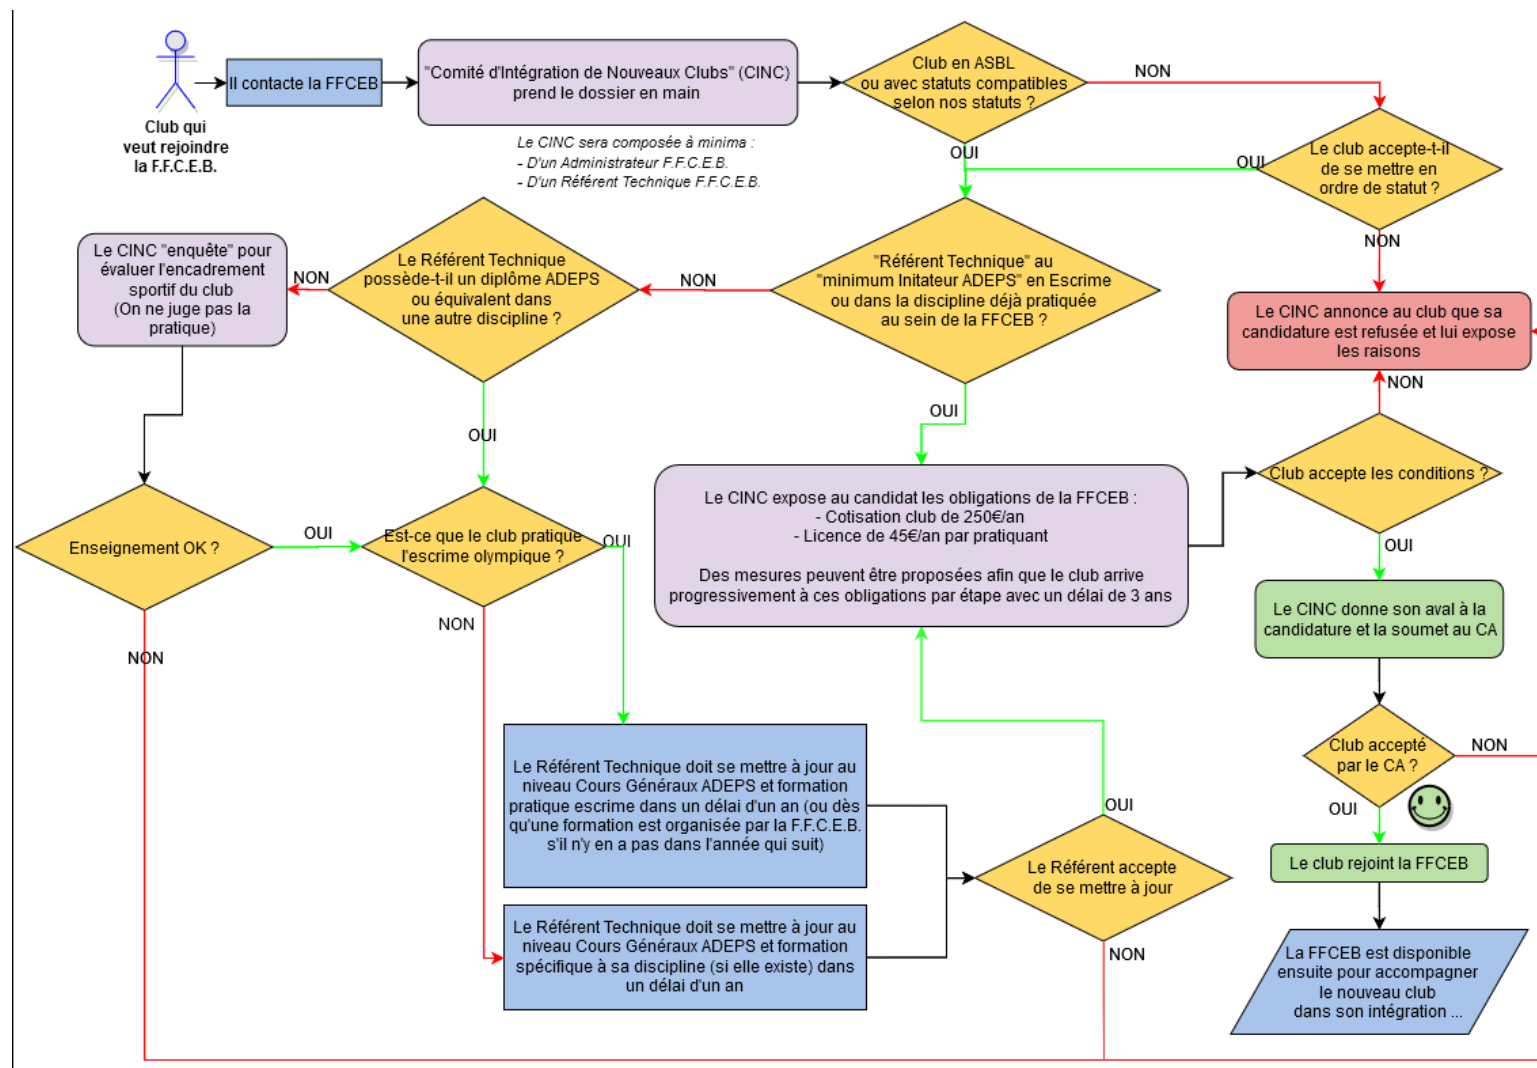 Club qui
veut rejoindre
la F.F.C.E.B.
Il contacte la FFCEB
"Comité d'Intégration de Nouveaux Clubs" (CINC)
prend le dossier en main
Le CINC sera composée à minima :
- D'un Administrateur F.F.C.E.B.
- D'un Référent Technique F.F.C.E.B.
Club en ASBL
ou avec statuts compatibles
selon nos statuts ?
NON
OUI
Le club accepte-t-il
de se mettre en
ordre de statut ?
OUI
NON
"Référent Technique" au
"minimum Initateur ADEPS" en Escrime
ou dans la discipline déjà pratiquée
au sein de la FFCEB ?
NON
OUI
Le Référent Technique
possède-t-il un diplôme ADEPS
ou équivalent dans
une autre discipline ?
NON
OUI
Le CINC "enquête" pour
évaluer l'encadrement
sportif du club
(On ne juge pas la
pratique)
Le CINC annonce au club que sa
candidature est refusée et lui expose
les raisons
NON
Club accepte les conditions ?
OUI
Le CINC expose au candidat les obligations de la FFCEB :
- Cotisation club de 250€/an
- Licence de 45€/an par pratiquant
Des mesures peuvent être proposées afin que le club arrive
progressivement à ces obligations par étape avec un délai de 3 ans
Enseignement OK ?
OUI
NON
Est-ce que le club pratique
l'escrime olympique ?
OUI
NON
Le CINC donne son aval à la
candidature et la soumet au CA
Club accepté
par le CA ?
NON
OUI
Le club rejoint la FFCEB
La FFCEB est disponible
ensuite pour accompagner
le nouveau club
dans son intégration ...
Le Référent Technique doit se mettre à jour au
niveau Cours Généraux ADEPS et formation
pratique escrime dans un délai d'un an (ou dès
qu'une formation est organisée par la F.F.C.E.B.
s'il n'y en a pas dans l'année qui suit)
Le Référent Technique doit se mettre à jour au
niveau Cours Généraux ADEPS et formation
spécifique à sa discipline (si elle existe) dans
un délai d'un an
OUI
Le Référent accepte
de se mettre à jour
NON